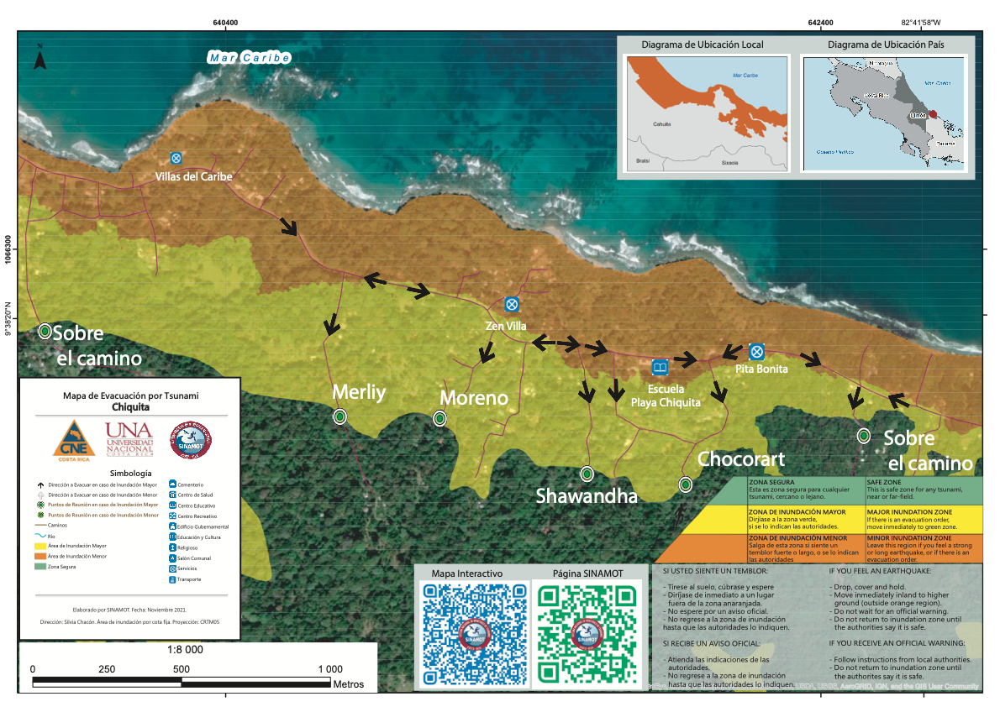 640400
642400
82°41'58"W
1066300
9°38'20"N
N
Mar Caribe
Villas del Caribe
Zen Villa
Pita Bonita
Escuela
Playa Chiquita
Sobre
el camino
Merliy
Moreno
Shawandha
Chocorart
Sobre
el camino
Diagrama de Ubicación Local
Mar Caribe
Cahuita
Bratsi
Sixaola
Diagrama de Ubicación País
Nicaragua
Mar Caribe
Costa Rica
Limón
Panama
Océano Pacífico
Mapa de Evacuación por Tsunami
Chiquita
CNE
COSTA RICA
UNA
UNIVERSIDAD
NACIONAL
COSTA RICA
SINAMOT
Simbología
Dirección a Evacuar en caso de Inundación Mayor
Dirección a Evacuar en caso de Inundación Menor
Puntos de Reunión en caso de Inundación Mayor
Puntos de Reunión en caso de Inundación Menor
Caminos
Río
Área de Inundación Mayor
Área de Inundación Menor
Zona Segura
Cementerio
Centro de Salud
Centro Educativo
Centro Recreativo
Edificio Gubernamental
Educación y Cultura
Religioso
Salón Comunal
Servicios
Transporte
Elaborado por SINAMOT. Fecha: Noviembre 2021.
Dirección: Silvia Chacón. Área de inundación por cota fija. Proyección: CRTM05
1:8 000
0 250 500 1 000
Metros
Mapa Interactivo
Página SINAMOT
ZONA SEGURA
Esta es zona segura para cualquier
tsunami, cercano o lejano.
SAFE ZONE
This is safe zone for any tsunami,
near or far-field.
ZONA DE INUNDACIÓN MAYOR
Diríjase a la zona verde,
si se lo indican las autoridades.
MAJOR INUNDATION ZONE
If there is an evacuation order,
move inmediately to green zone.
ZONA DE INUNDACIÓN MENOR
Salga de esta zona si siente un
temblor fuerte o largo, o se lo indican
las autoridades
MINOR INUNDATION ZONE
Leave this region if you feel a strong
or long earthquake, or if there is an
evacuation order.
SI USTED SIENTE UN TEMBLOR:
- Tirese al suelo, cúbrase y espere
- Diríjase de inmediato a un lugar
fuera de la zona anaranjada.
- No espere por un aviso oficial.
- No regrese a la zona de inundación
hasta que las autoridades lo indiquen.
SI RECIBE UN AVISO OFICIAL:
- Atienda las indicaciones de las
autoridades.
- No regrese a la zona de inundación
hasta que las autoridades lo indiquen.
IF YOU FEEL AN EARTHQUAKE:
- Drop, cover and hold.
- Move inmediately inland to higher
ground (outside orange region).
- Do not wait for an official warning.
- Do not return to inundation zone until
the authorities say it is safe.
IF YOU RECEIVE AN OFFICIAL WARNING:
- Follow instructions from local authorities.
- Do not return to inundation zone until
the authorites say it is safe.
USDA, USGS, AeroGRID, IGN, and the GIS User Community